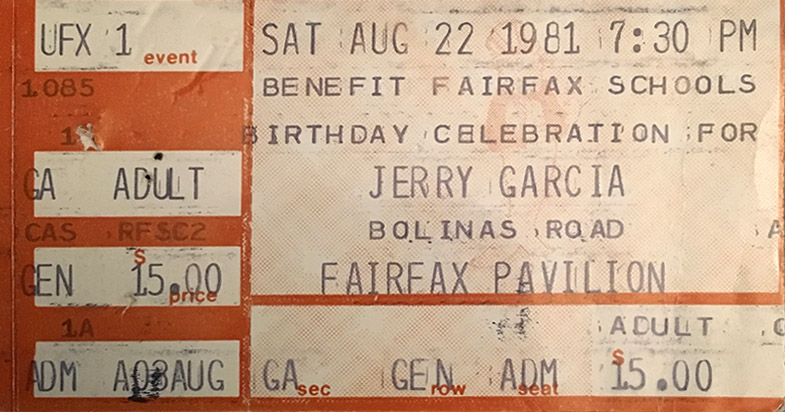 UFX 1 event
1085
1
GA ADULT
CAS RFSC2
GEN $ 15.00 price
1A
ADM A03AUG
SAT AUG 22 1981 7:30 PM
BENEFIT FAIRFAX SCHOOLS
BIRTHDAY CELEBRATION FOR
JERRY GARCIA
BOLINAS ROAD
FAIRFAX PAVILION
ADULT
GA sec GEN row ADM seat $ 15.00